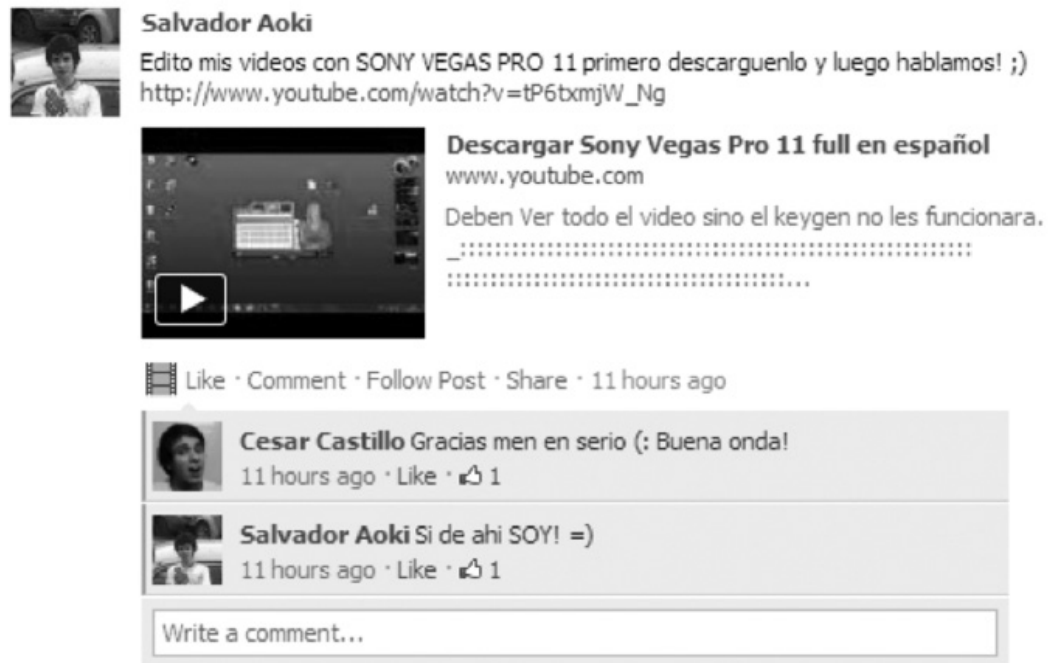 Salvador Aoki
Edito mis videos con SONY VEGAS PRO 11 primero descarguenlo y luego hablamos! ;)
http://www.youtube.com/watch?v=tP6txmjW_Ng
Descargar Sony Vegas Pro 11 full en español
www.youtube.com
Deben Ver todo el video sino el keygen no les funcionara.
_::::::::::::::::::::::::::::::::::::::::::::::::::::::::::::
::::::::::::::::::::::::::::::::::::::::...
Like · Comment · Follow Post · Share · 11 hours ago
Cesar Castillo Gracias men en serio (: Buena onda!
11 hours ago · Like · 1
Salvador Aoki Si de ahi SOY! =)
11 hours ago · Like · 1
Write a comment...